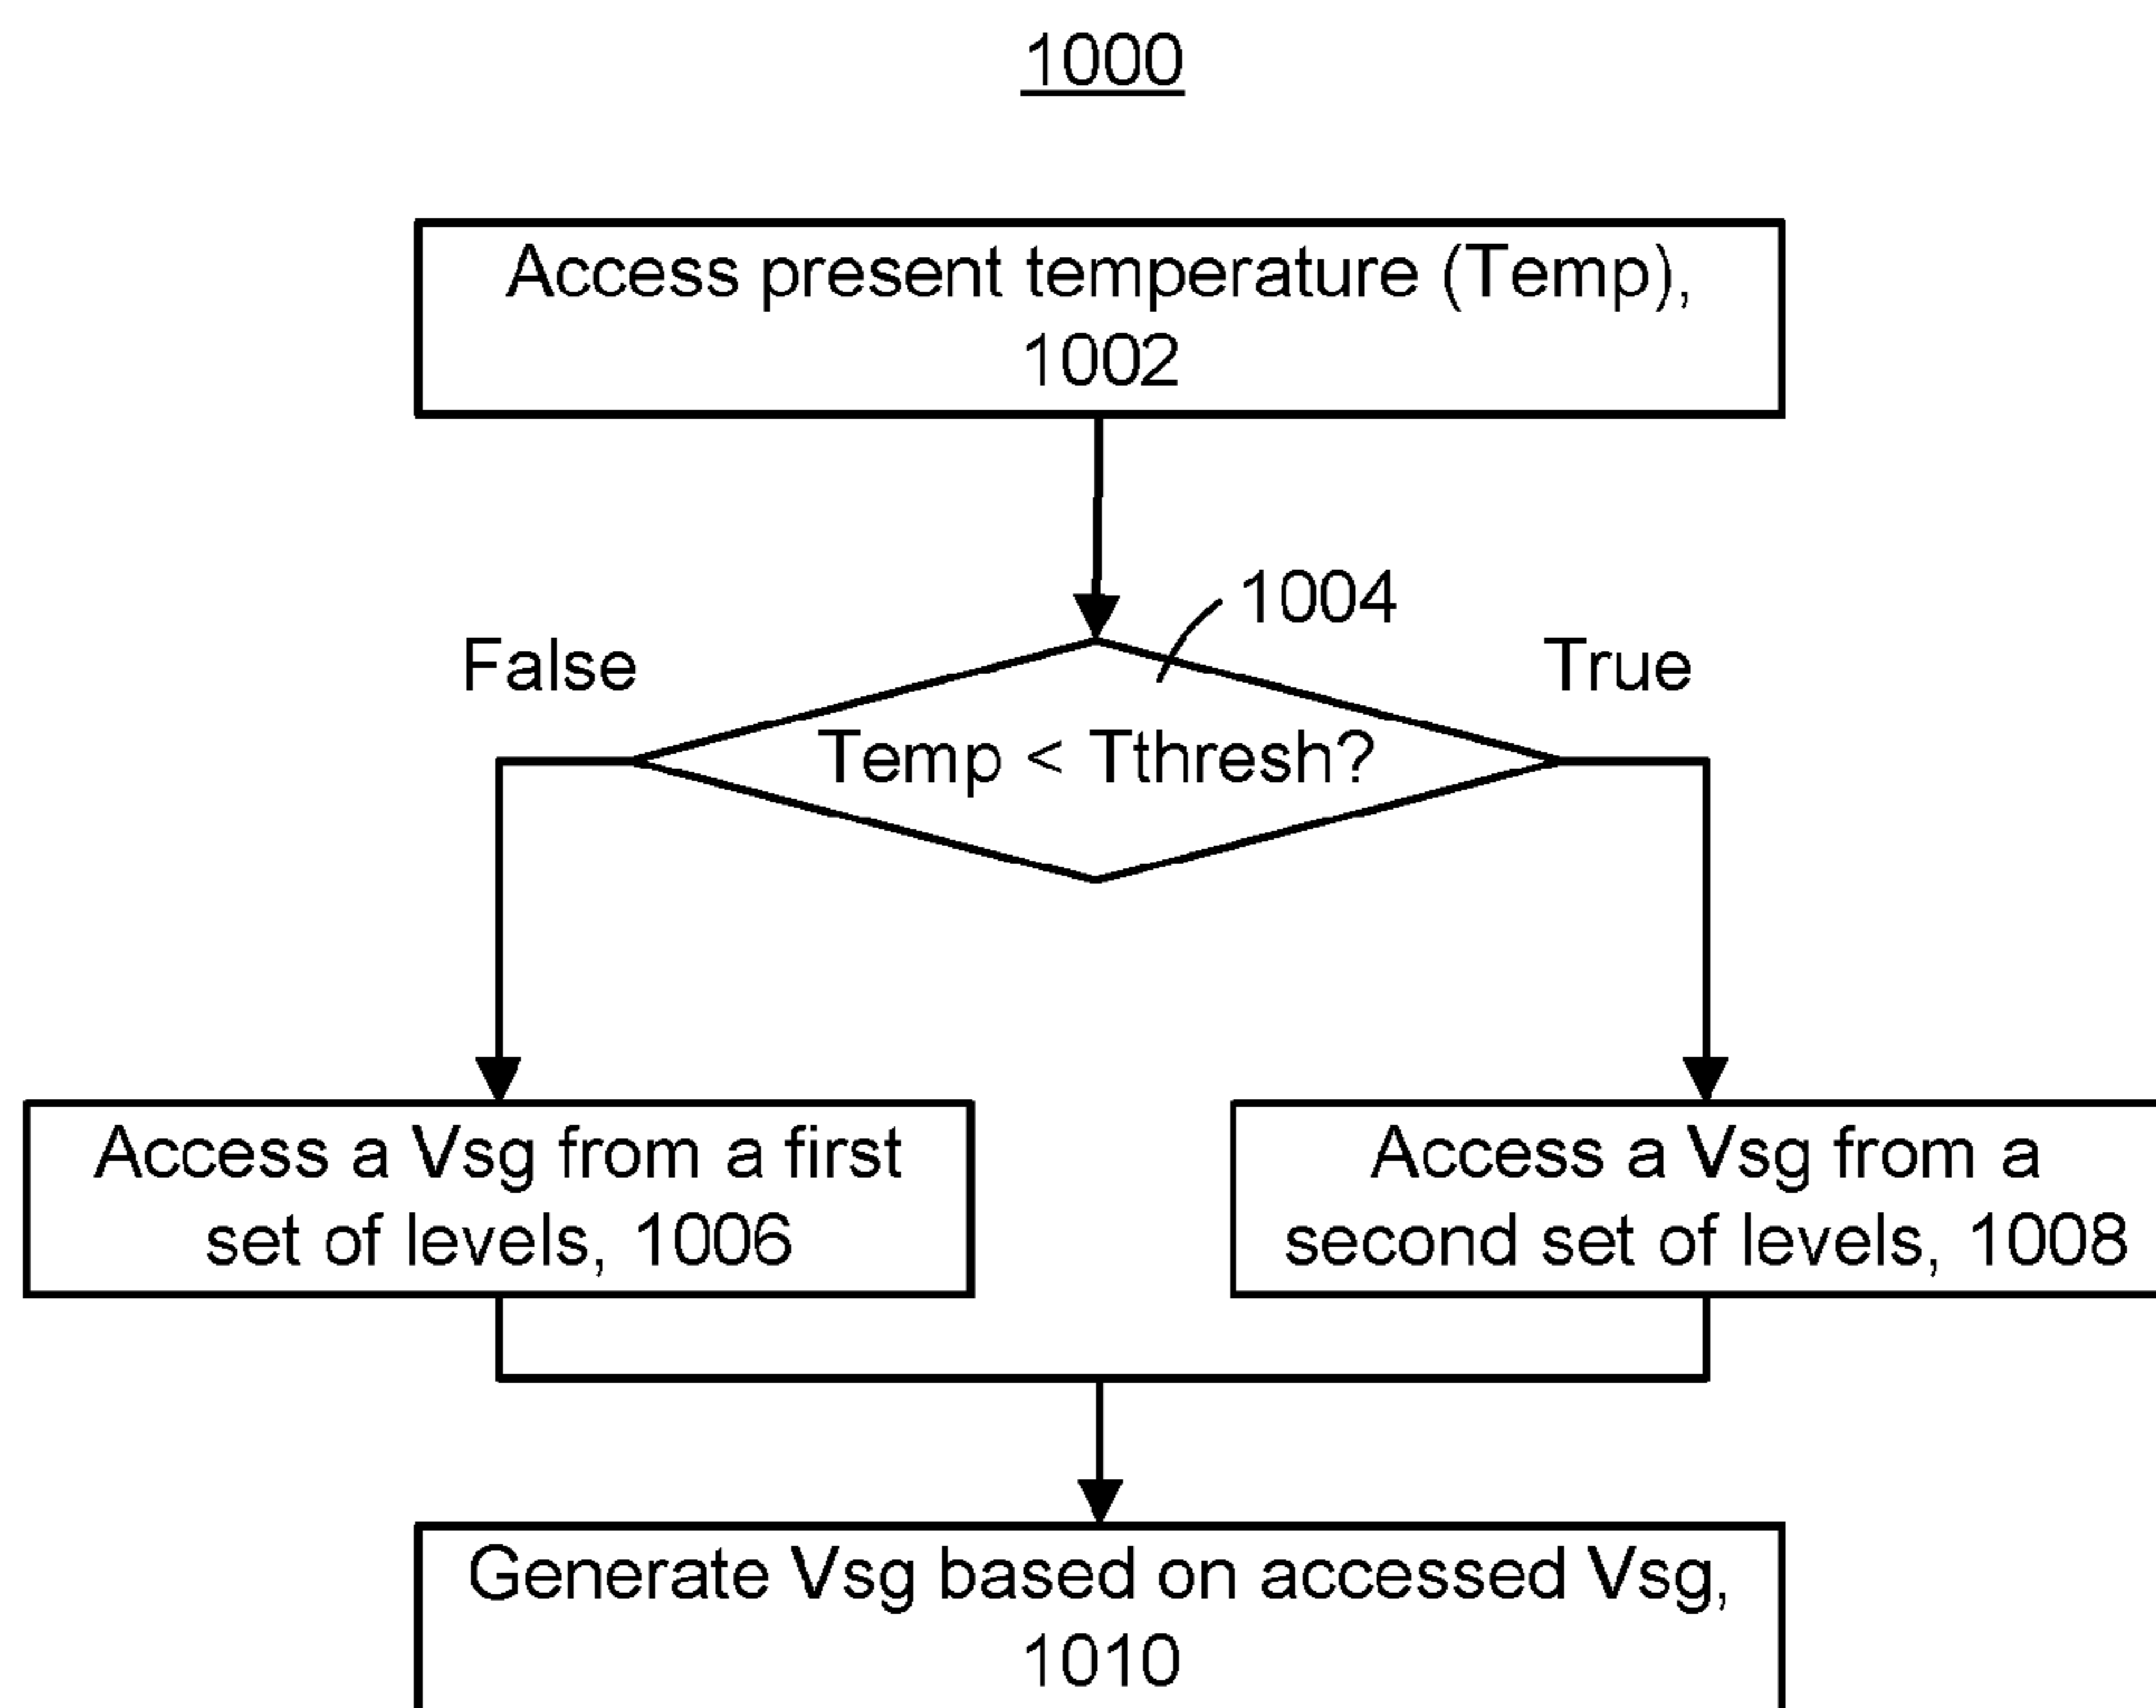 1000
Access present temperature (Temp),
1002
1004
False
True
Temp < Tthresh?
Access a Vsg from a first
set of levels, 1006
Access a Vsg from a
second set of levels, 1008
Generate Vsg based on accessed Vsg,
1010